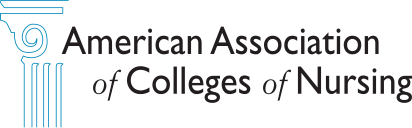 American Association
of Colleges of Nursing